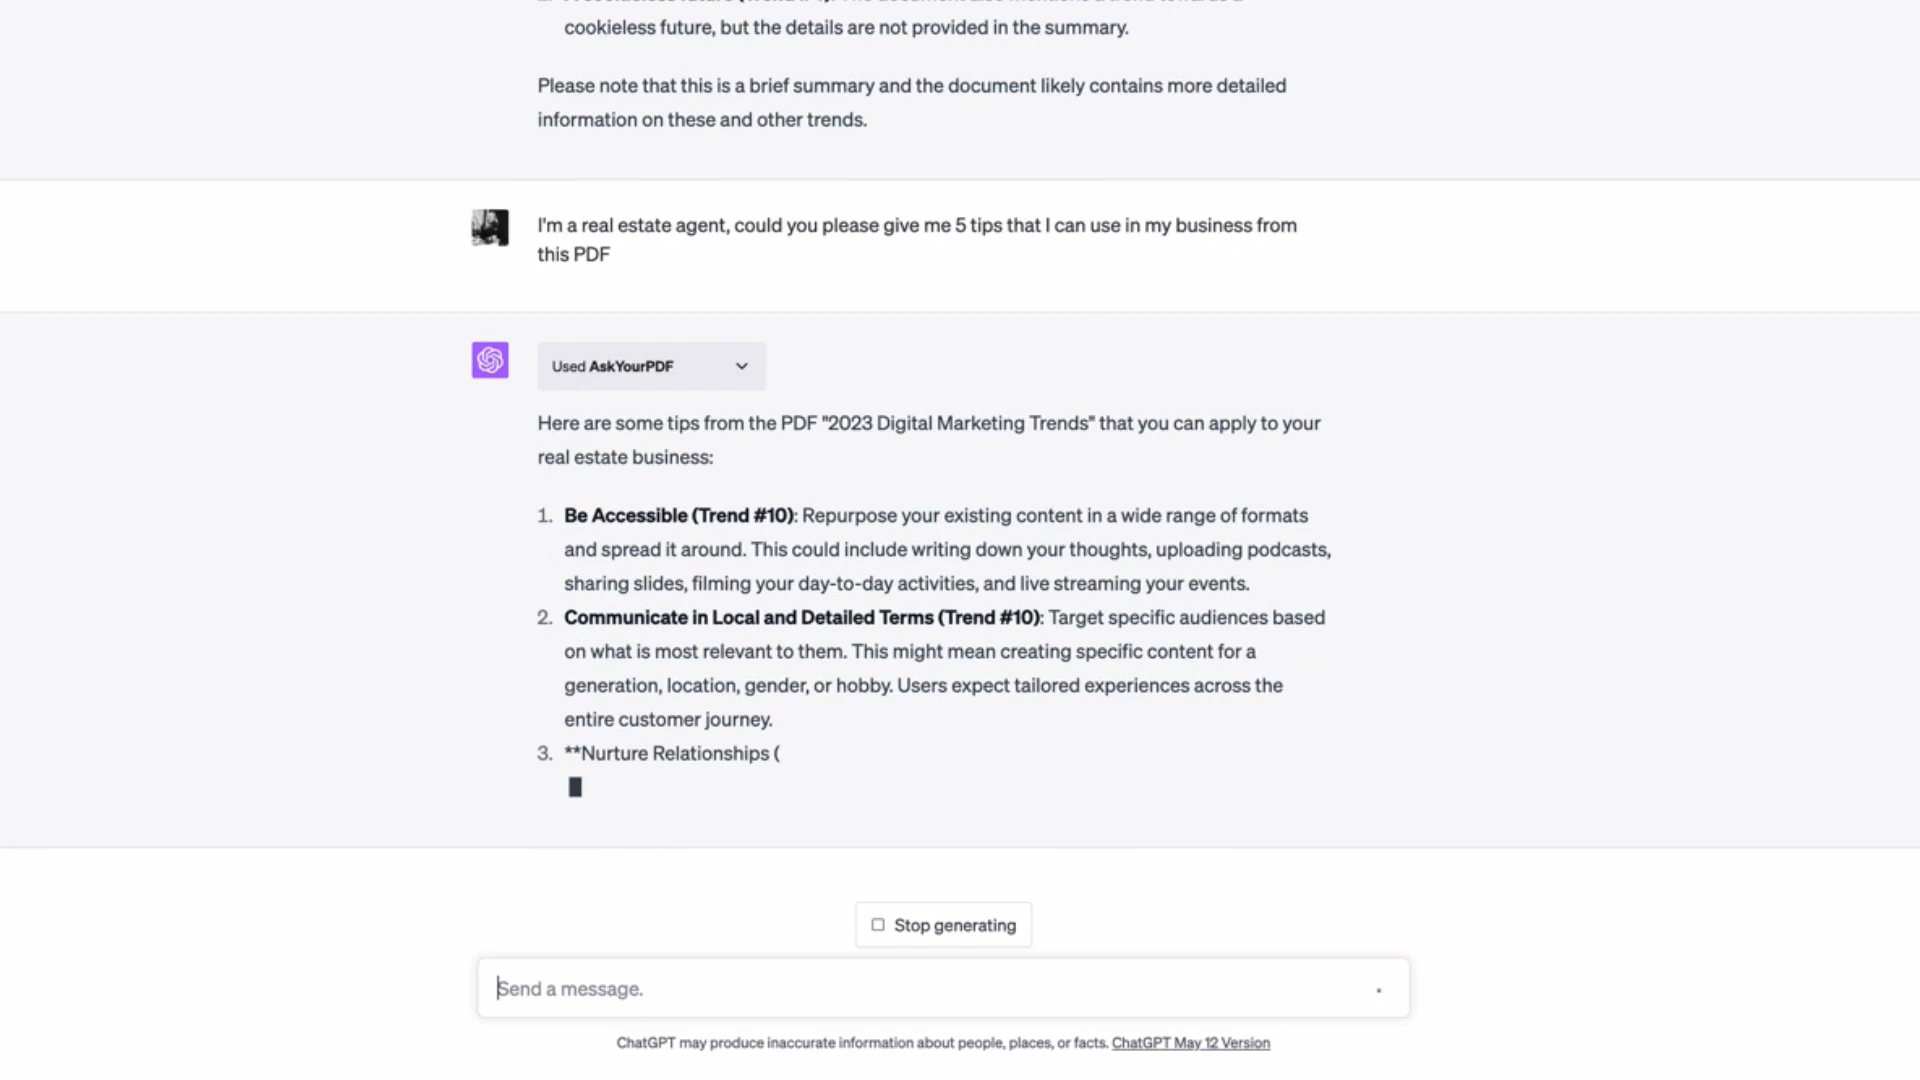 cookieless future, but the details are not provided in the summary.
Please note that this is a brief summary and the document likely contains more detailed
information on these and other trends.
I'm a real estate agent, could you please give me 5 tips that I can use in my business from
this PDF
Used AskYourPDF
Here are some tips from the PDF "2023 Digital Marketing Trends" that you can apply to your
real estate business:
1. Be Accessible (Trend #10): Repurpose your existing content in a wide range of formats
and spread it around. This could include writing down your thoughts, uploading podcasts,
sharing slides, filming your day-to-day activities, and live streaming your events.
2. Communicate in Local and Detailed Terms (Trend #10): Target specific audiences based
on what is most relevant to them. This might mean creating specific content for a
generation, location, gender, or hobby. Users expect tailored experiences across the
entire customer journey.
3. **Nurture Relationships (
Stop generating
Send a message.
ChatGPT may produce inaccurate information about people, places, or facts. ChatGPT May 12 Version